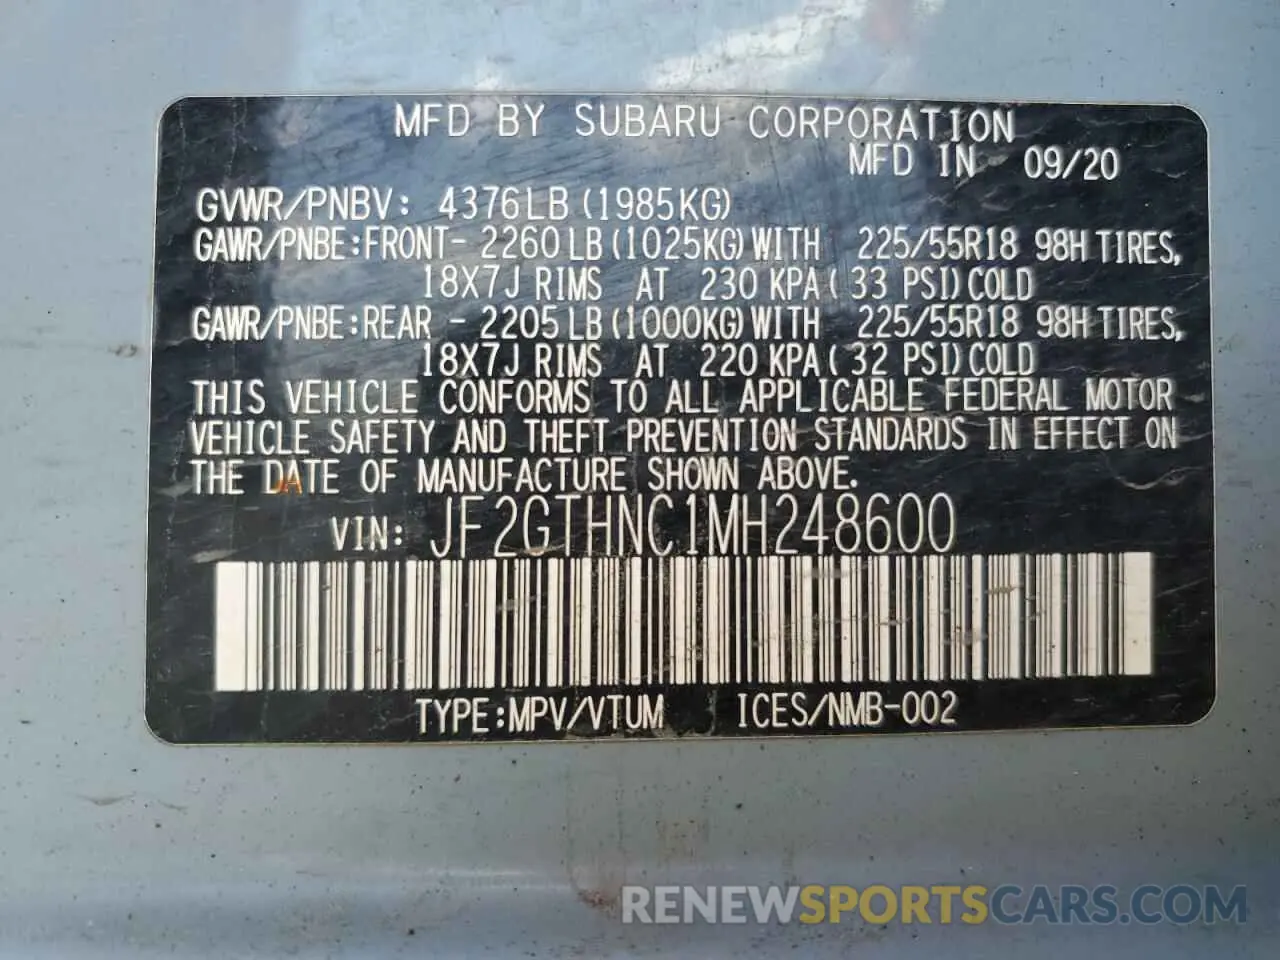 MFD BY SUBARU CORPORATION
MFD IN 09/20
GVWR/PNBV: 4376LB (1985KG)
GAWR/PNBE:FRONT- 2260 LB (1025KG) WITH 225/55R18 98H TIRES,
18X7J RIMS AT 230 KPA ( 33 PSI) COLD
GAWR/PNBE:REAR - 2205 LB (1000KG) WITH 225/55R18 98H TIRES,
18X7J RIMS AT 220 KPA ( 32 PSI) COLD
THIS VEHICLE CONFORMS TO ALL APPLICABLE FEDERAL MOTOR
VEHICLE SAFETY AND THEFT PREVENTION STANDARDS IN EFFECT ON
THE DATE OF MANUFACTURE SHOWN ABOVE.
VIN: JF2GTHNC1MH248600
TYPE:MPV/VTUM ICES/NMB-002
RENEWSPORTSCARS.COM